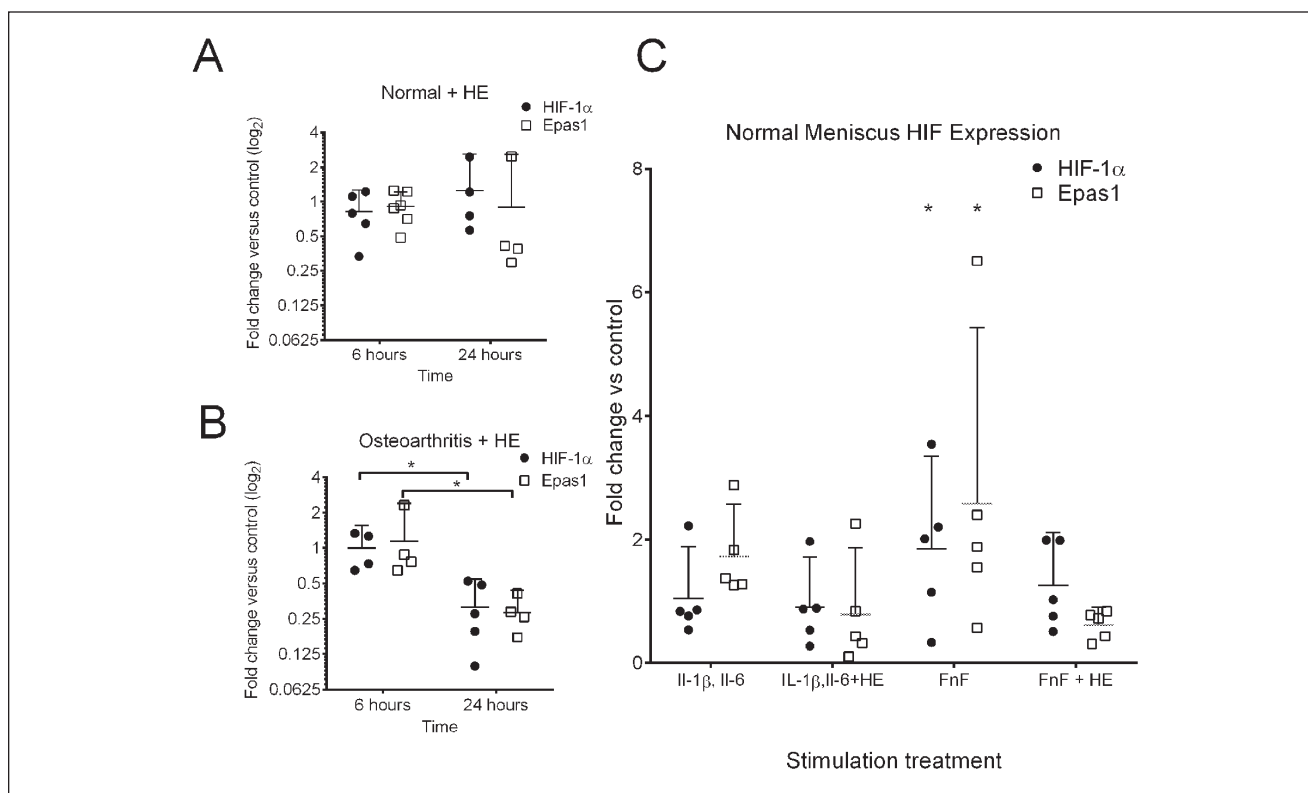 A
Normal + HE
HIF-1α
Epas1
Fold change versus control (log2)
4
2
1
0.5
0.25
0.125
0.0625
6 hours
24 hours
Time
B
Osteoarthritis + HE
HIF-1α
Epas1
Fold change versus control (log2)
4
2
1
0.5
0.25
0.125
0.0625
*
*
6 hours
24 hours
Time
C
Normal Meniscus HIF Expression
HIF-1α
Epas1
Fold change vs control
8
6
4
2
0
* *
Il-1β, Il-6
IL-1β,Il-6+HE
FnF
FnF + HE
Stimulation treatment